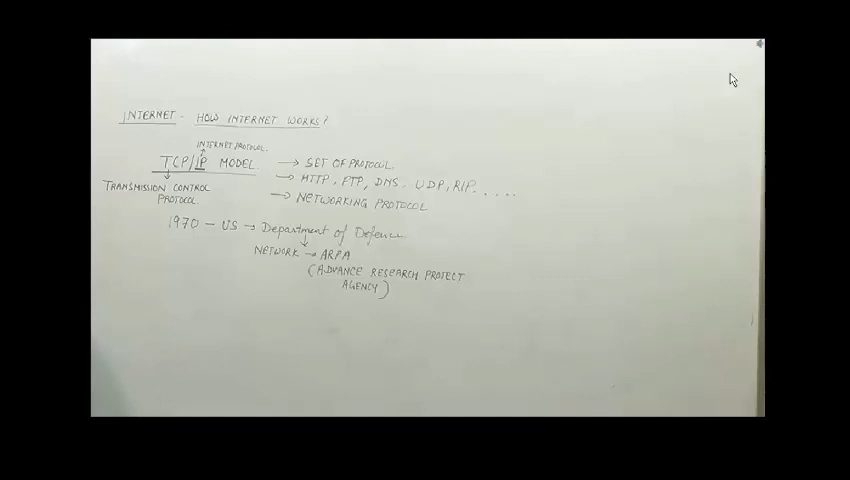 INTERNET - HOW INTERNET WORKS?
INTERNET PROTOCOL.
TCP/IP MODEL. → SET OF PROTOCOL.
→ HTTP, FTP, DNS, UDP, RIP. . . . .
TRANSMISSION CONTROL
PROTOCOL.
→ NETWORKING PROTOCOL
1970 - US → Department of Defence
NETWORK → ARPA
(ADVANCE RESEARCH PROJECT
AGENCY)